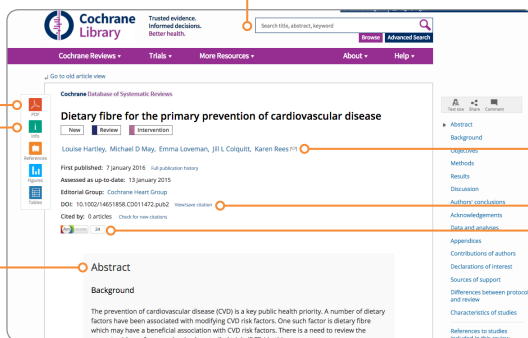 Cochrane
Library
Trusted evidence.
Informed decisions.
Better health.
Search title, abstract, keyword
Browse Advanced Search
Cochrane Reviews Trials More Resources About Help
Go to old article view
Cochrane Database of Systematic Reviews
Dietary fibre for the primary prevention of cardiovascular disease
New Review Intervention
Louise Hartley, Michael D May, Emma Loveman, Jill L Colquitt, Karen Rees
First published: 7 January 2016 Full publication history
Assessed as up-to-date: 13 January 2015
Editorial Group: Cochrane Heart Group
DOI: 10.1002/14651858.CD011472.pub2 View/save citation
Cited by: 0 articles Check for new citations
Am score 24
PDF
Info
References
Figures
Tables
Abstract
Background
The prevention of cardiovascular disease (CVD) is a key public health priority. A number of dietary
factors have been associated with modifying CVD risk factors. One such factor is dietary fibre
which may have a beneficial association with CVD risk factors. There is a need to review the
Text size Share Comment
Abstract
Background
Objectives
Methods
Results
Discussion
Authors' conclusions
Acknowledgements
Data and analyses
Appendices
Contributions of authors
Declarations of interest
Sources of support
Differences between protocol
and review
Characteristics of studies
References to studies
included in this review